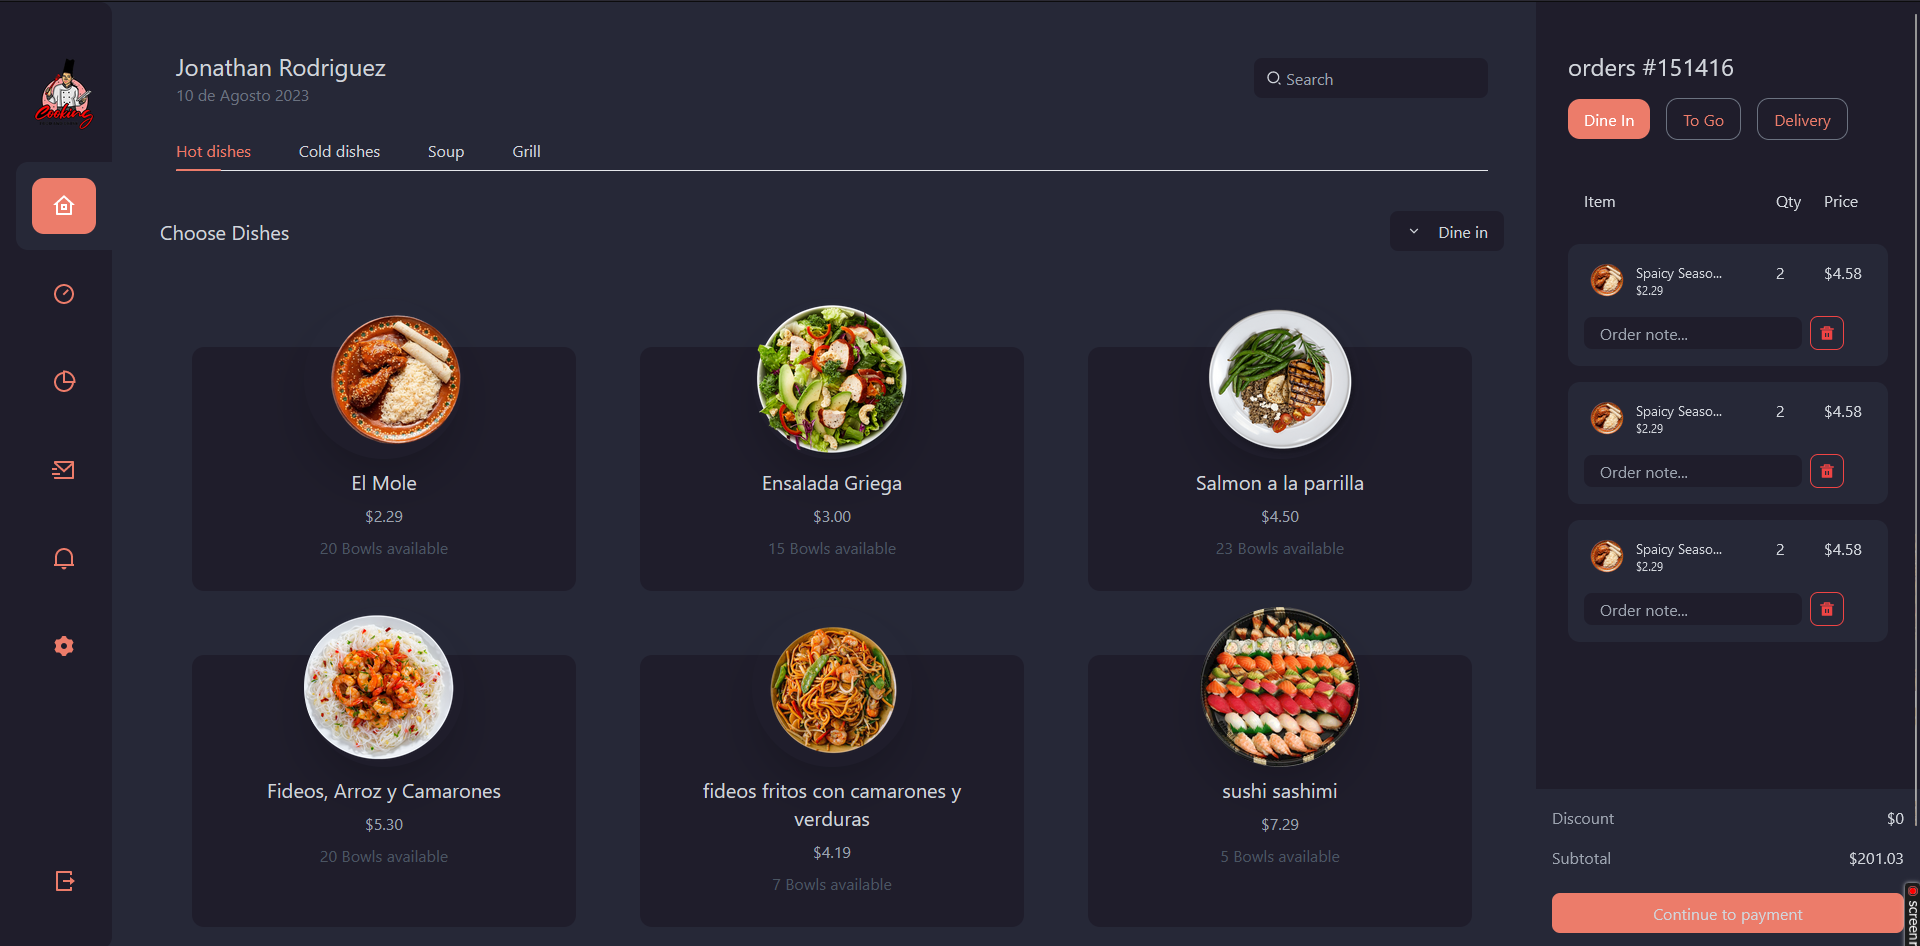 Cooking
Jonathan Rodriguez
10 de Agosto 2023
Search
Hot dishes
Cold dishes
Soup
Grill
Choose Dishes
Dine in
El Mole
$2.29
20 Bowls available
Ensalada Griega
$3.00
15 Bowls available
Salmon a la parrilla
$4.50
23 Bowls available
Fideos, Arroz y Camarones
$5.30
20 Bowls available
fideos fritos con camarones y
verduras
$4.19
7 Bowls available
sushi sashimi
$7.29
5 Bowls available
orders #151416
Dine In
To Go
Delivery
Item Qty Price
Spaicy Seaso... 2 $4.58
$2.29
Order note...
Spaicy Seaso... 2 $4.58
$2.29
Order note...
Spaicy Seaso... 2 $4.58
$2.29
Order note...
Discount $0
Subtotal $201.03
Continue to payment
screen